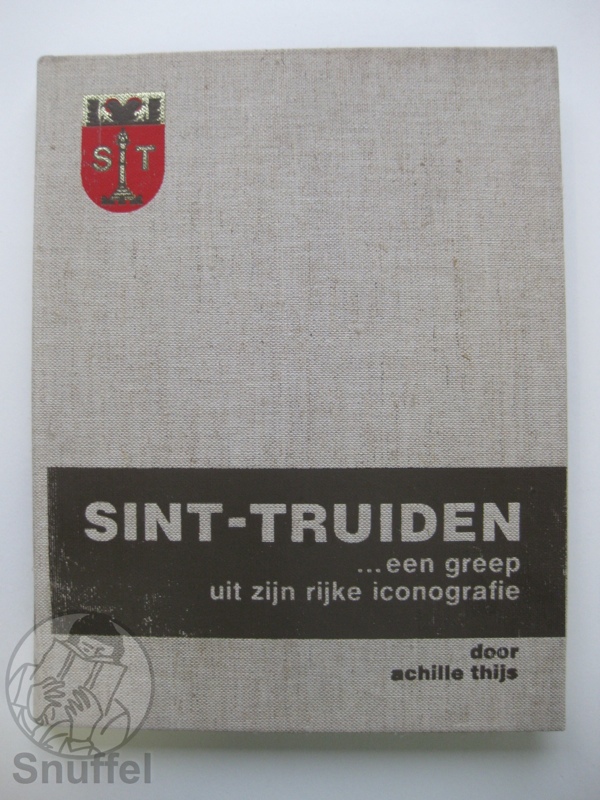 S T
SINT-TRUIDEN
...een greep
uit zijn rijke iconografie
door
achille thijs
Snuffel